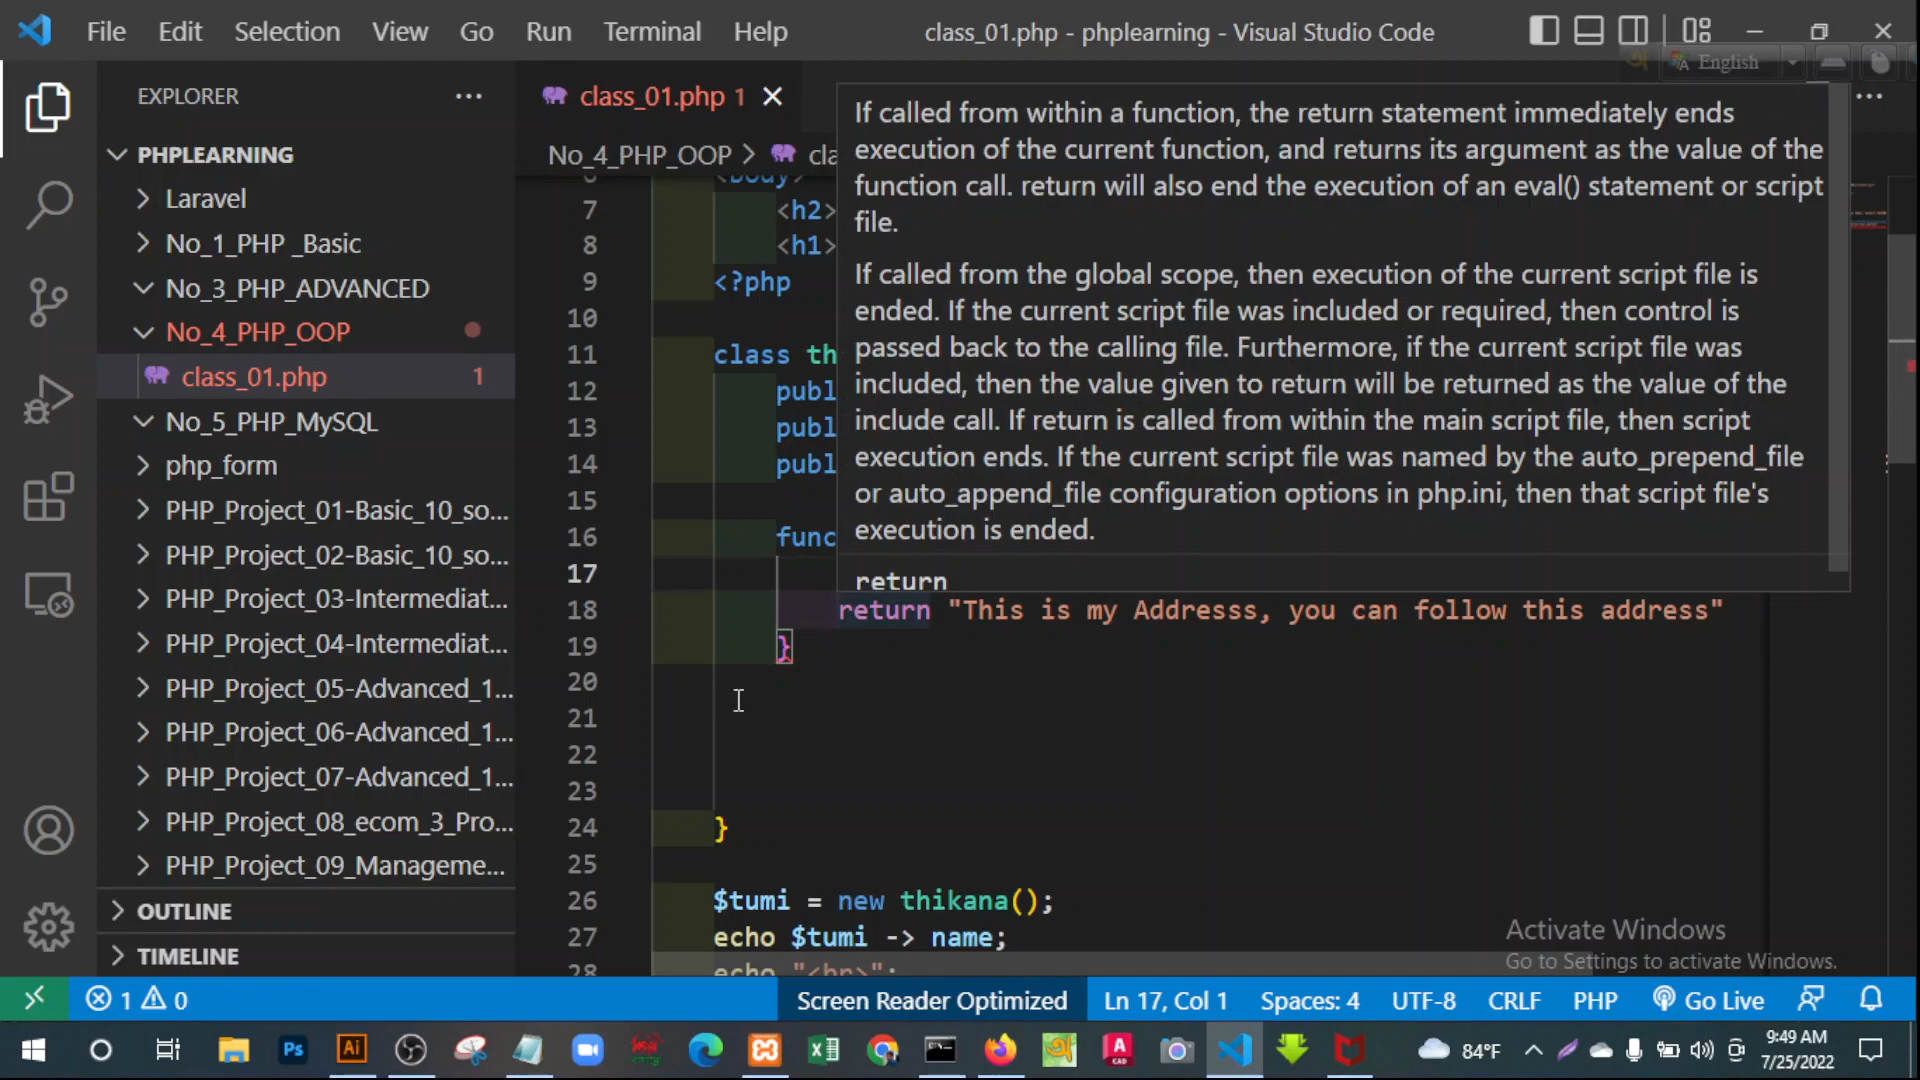 File Edit Selection View Go Run Terminal Help
class_01.php - phplearning - Visual Studio Code
English
EXPLORER
class_01.php 1
PHPLEARNING
Laravel
No_1_PHP _Basic
No_3_PHP_ADVANCED
No_4_PHP_OOP
class_01.php 1
No_5_PHP_MySQL
php_form
PHP_Project_01-Basic_10_so...
PHP_Project_02-Basic_10_so...
PHP_Project_03-Intermediat...
PHP_Project_04-Intermediat...
PHP_Project_05-Advanced_1...
PHP_Project_06-Advanced_1...
PHP_Project_07-Advanced_1...
PHP_Project_08_ecom_3_Pro...
PHP_Project_09_Manageme...
OUTLINE
TIMELINE
No_4_PHP_OOP > cla
<body>
7 <h2>
8 <h1>
9 <?php
10
11 class th
12 publ
13 publ
14 publ
15
16 func
17
18 return "This is my Addresss, you can follow this address"
19 }
20
21
22
23
24 }
25
26 $tumi = new thikana();
27 echo $tumi -> name;
28 echo "<br>";
If called from within a function, the return statement immediately ends
execution of the current function, and returns its argument as the value of the
function call. return will also end the execution of an eval() statement or script
file.
If called from the global scope, then execution of the current script file is
ended. If the current script file was included or required, then control is
passed back to the calling file. Furthermore, if the current script file was
included, then the value given to return will be returned as the value of the
include call. If return is called from within the main script file, then script
execution ends. If the current script file was named by the auto_prepend_file
or auto_append_file configuration options in php.ini, then that script file's
execution is ended.
return
Activate Windows
Go to Settings to activate Windows.
1 0
Screen Reader Optimized
Ln 17, Col 1
Spaces: 4
UTF-8
CRLF
PHP
Go Live
Ps
Ai
84°F
9:49 AM
7/25/2022